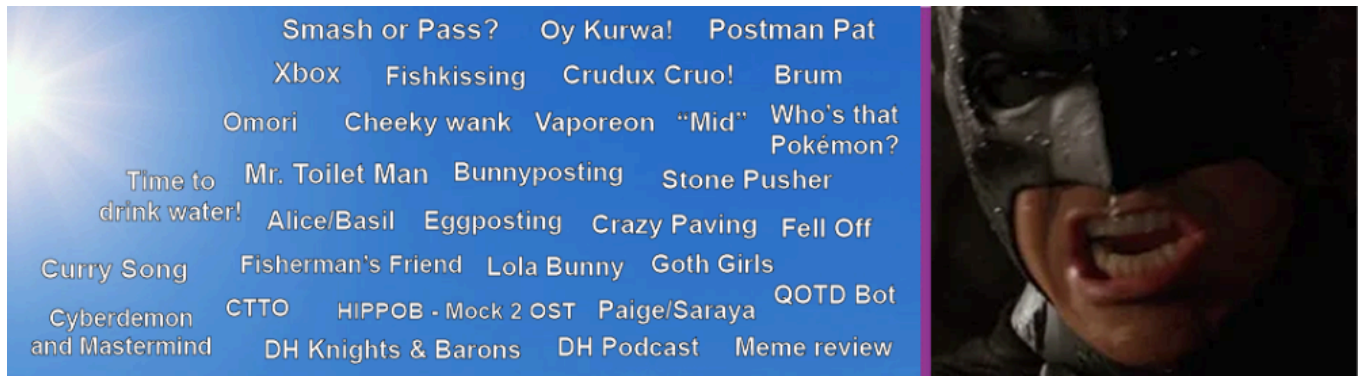 Smash or Pass? Oy Kurwa! Postman Pat
Xbox Fishkissing Crudux Cruo! Brum
Omori Cheeky wank Vaporeon “Mid” Who's that
Pokémon?
Time to
drink water!
Mr. Toilet Man Bunnyposting Stone Pusher
Alice/Basil Eggposting Crazy Paving Fell Off
Curry Song Fisherman's Friend Lola Bunny Goth Girls
Cyberdemon
and Mastermind
CTTO HIPPOB - Mock 2 OST Paige/Saraya QOTD Bot
DH Knights & Barons DH Podcast Meme review